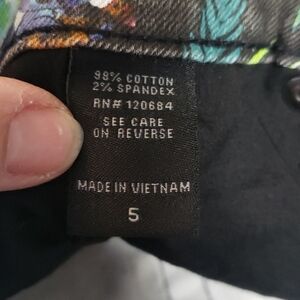 98% COTTON
2% SPANDEX
RN# 120684
SEE CARE
ON REVERSE
MADE IN VIETNAM
5